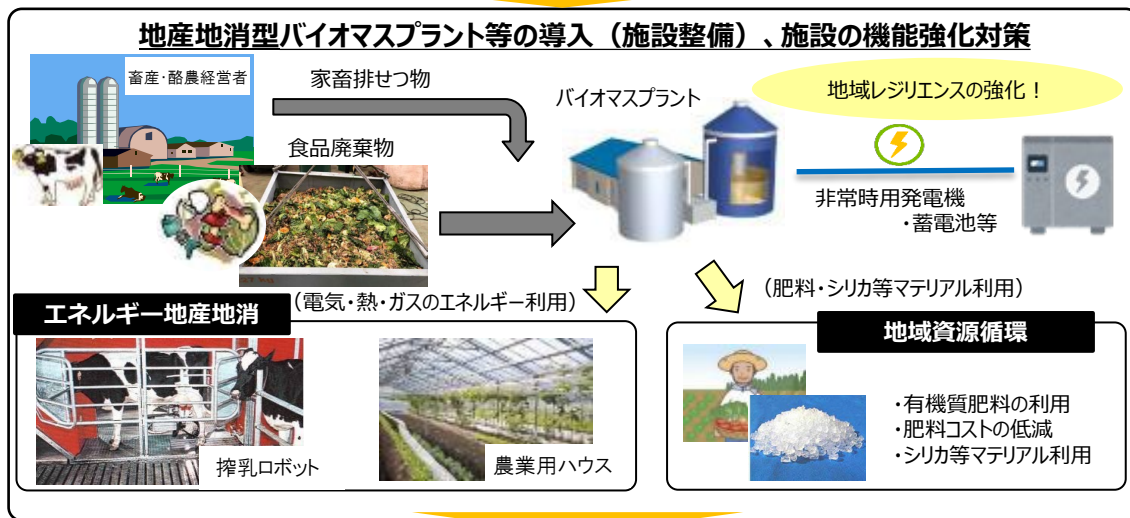 地産地消型バイオマスプラント等の導入（施設整備）、施設の機能強化対策
畜産・酪農経営者
家畜排せつ物
食品廃棄物
バイオマスプラント
地域レジリエンスの強化！
非常時用発電機
・蓄電池等
（電気・熱・ガスのエネルギー利用）
（肥料・シリカ等マテリアル利用）
エネルギー地産地消
搾乳ロボット
農業用ハウス
地域資源循環
・有機質肥料の利用
・肥料コストの低減
・シリカ等マテリアル利用